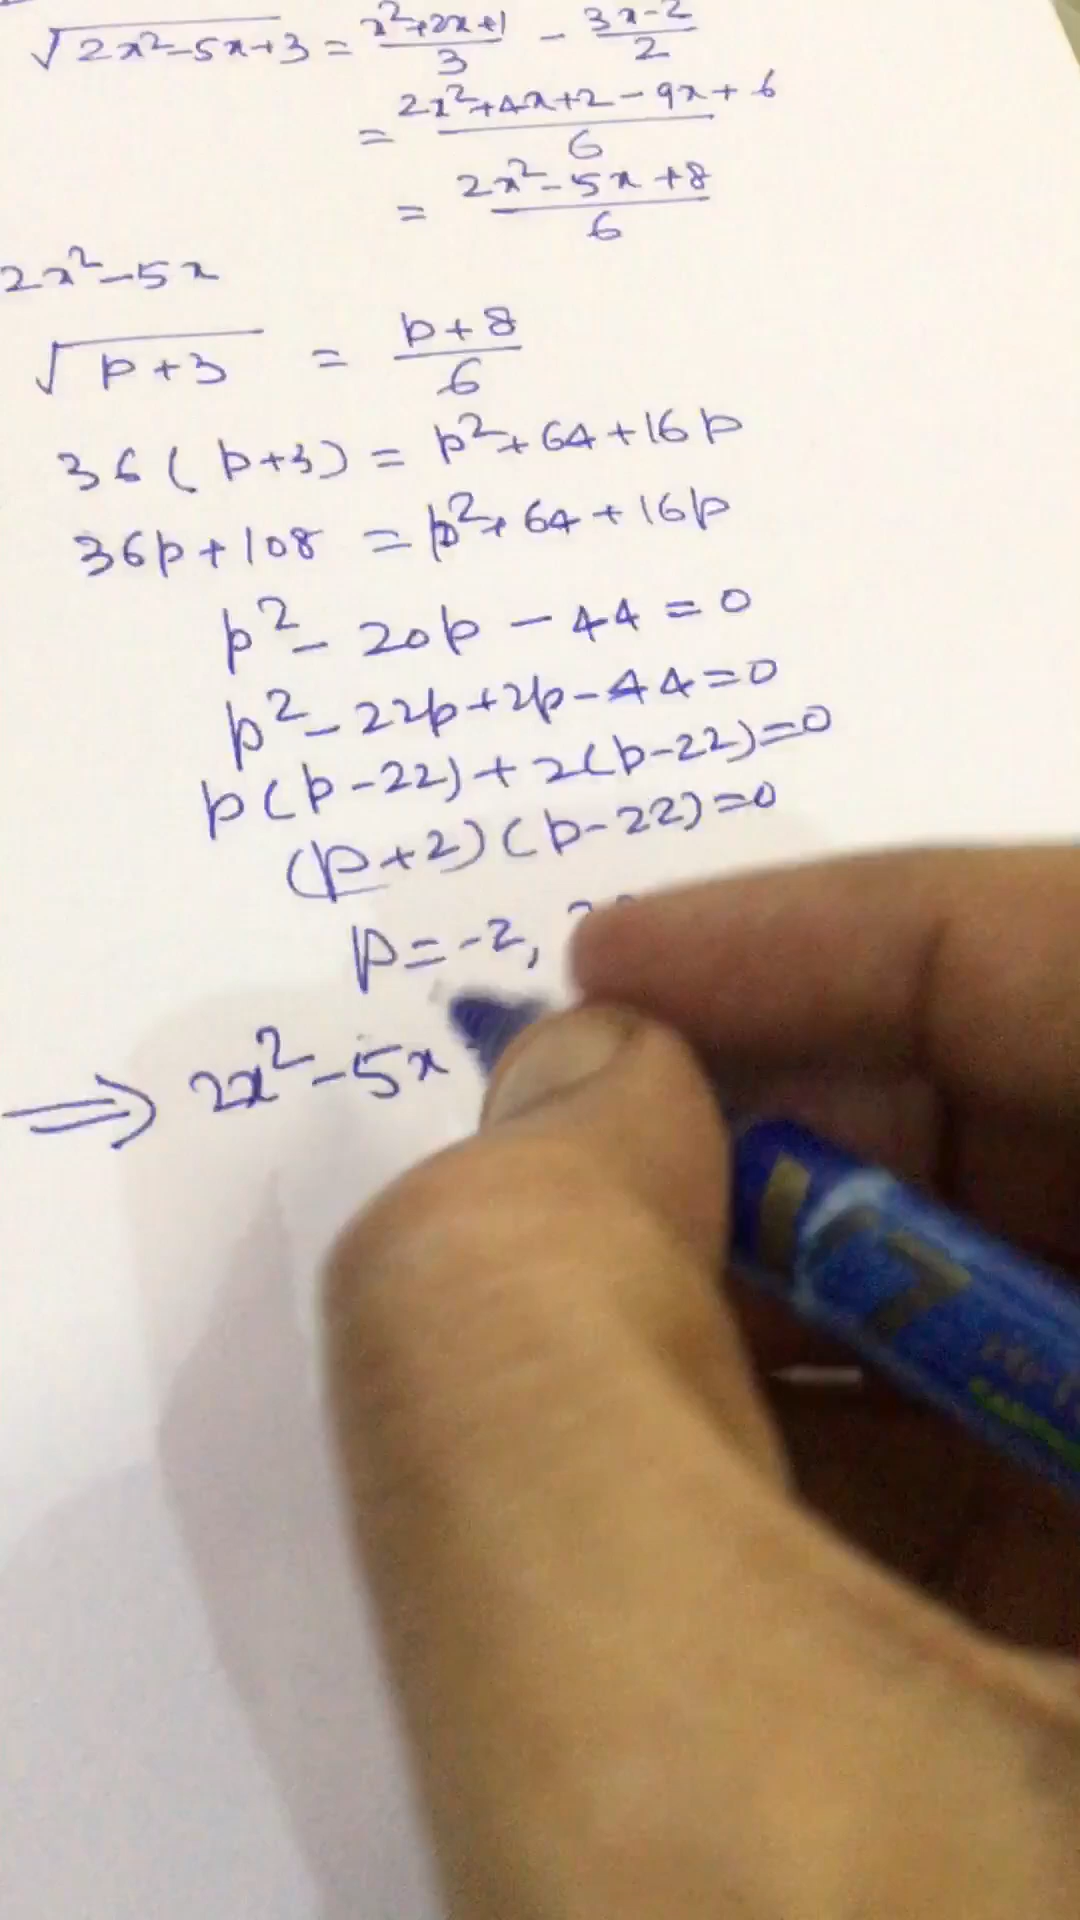 √2x²-5x+3 = x²+2x+1/3 - 3x-2/2
= 2x²+4x+2-9x+6/6
= 2x²-5x+8/6
2x²-5x
√p+3 = p+8/6
36(p+3) = p²+64+16p
36p+108 = p²+64+16p
p²-20p-44=0
p²-22p+2p-44=0
p(p-22)+2(p-22)=0
(p+2)(p-22)=0
p=-2,
⇒ 2x²-5x